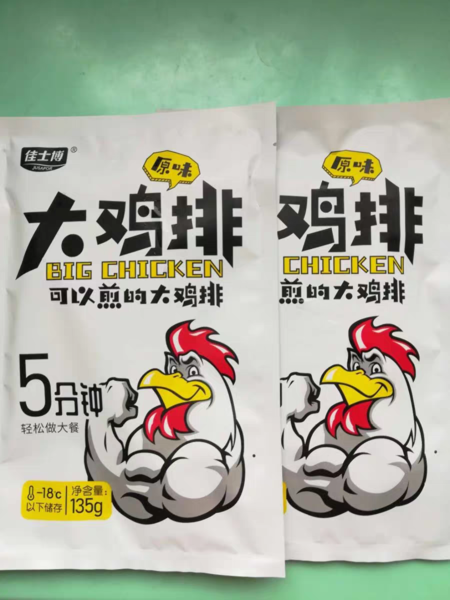 佳士博
原味
大鸡排
BIG CHICKEN
可以煎的大鸡排
5分钟
轻松做大餐
-18c
以下储存
净含量:
135g
原味
鸡排
CHICKEN
煎的大鸡排